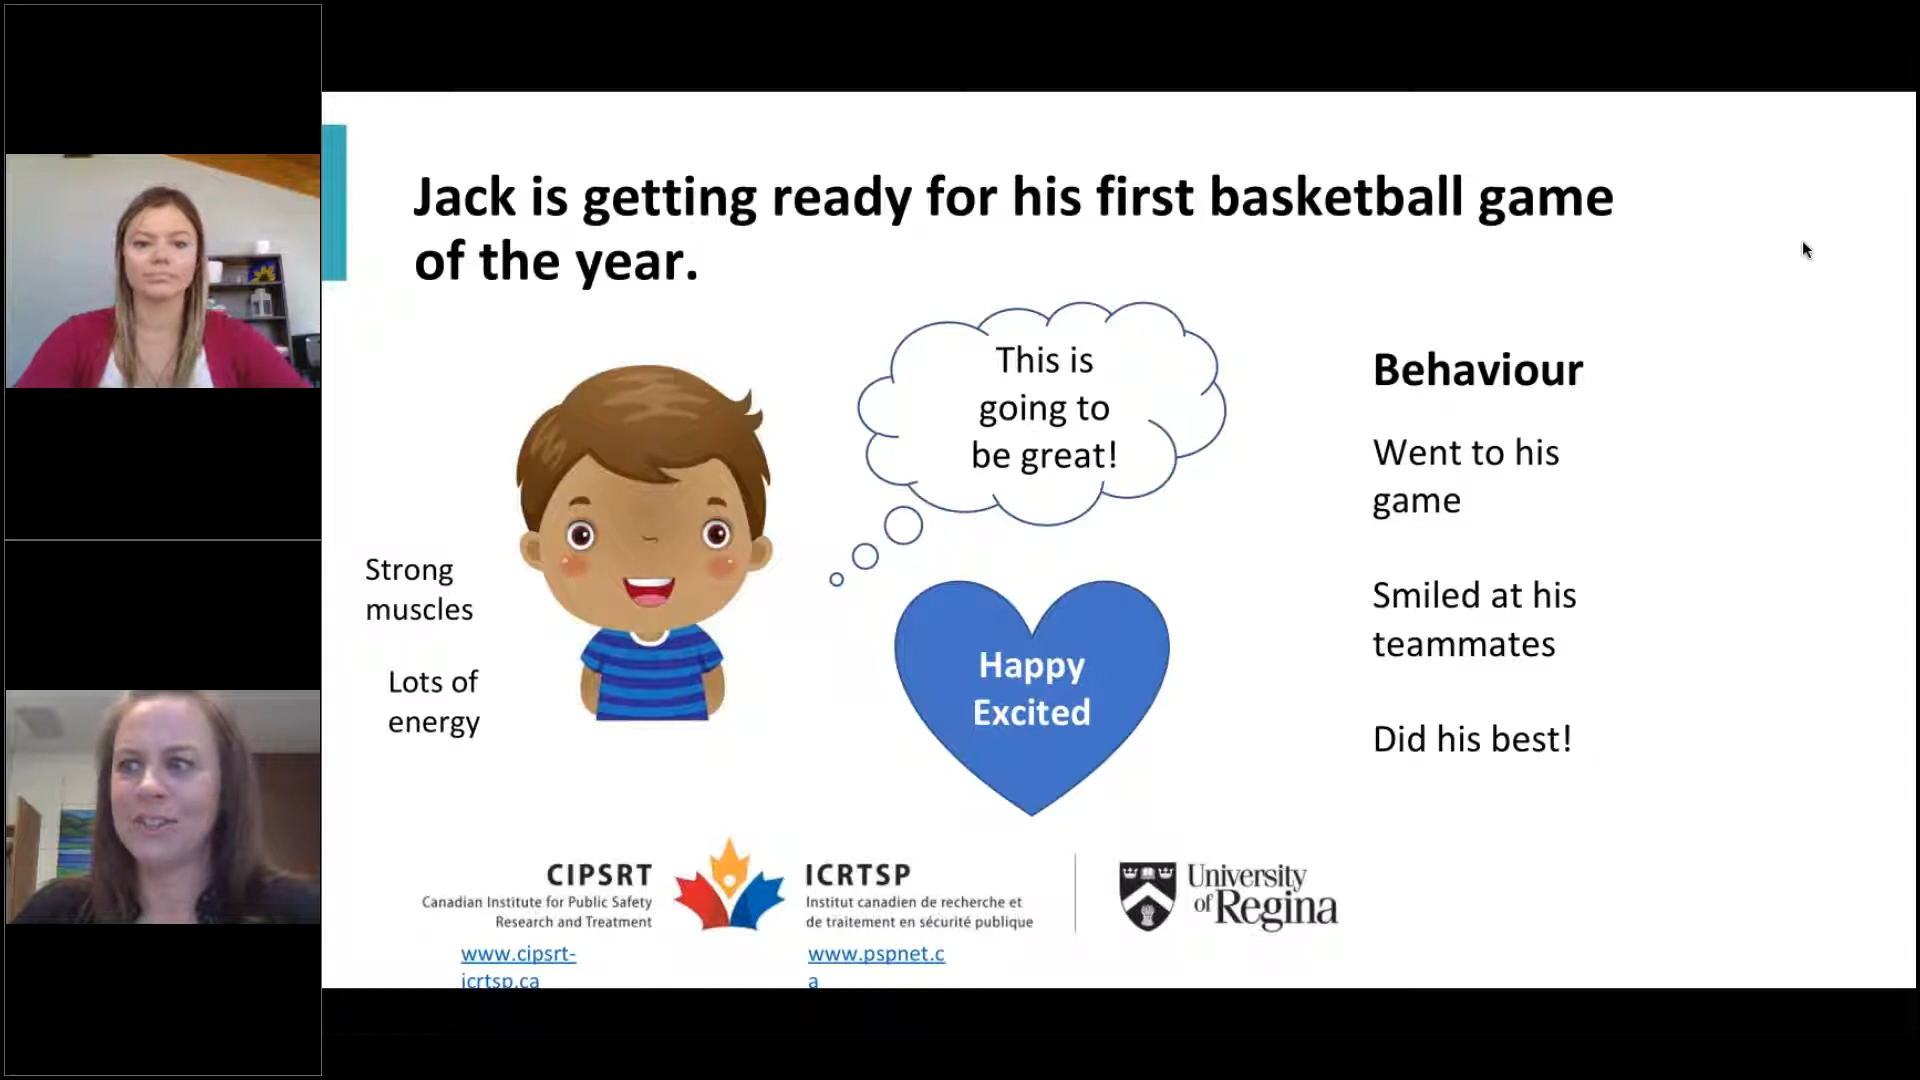 Jack is getting ready for his first basketball game
of the year.
This is
going to
be great!
Behaviour
Went to his
game
Smiled at his
teammates
Did his best!
Strong
muscles
Lots of
energy
Happy
Excited
CIPSRT
Canadian Institute for Public Safety
Research and Treatment
www.cipsrt-
icrtsp.ca
ICRTSP
Institut canadien de recherche et
de traitement en sécurité publique
www.pspnet.c
a
University
of Regina